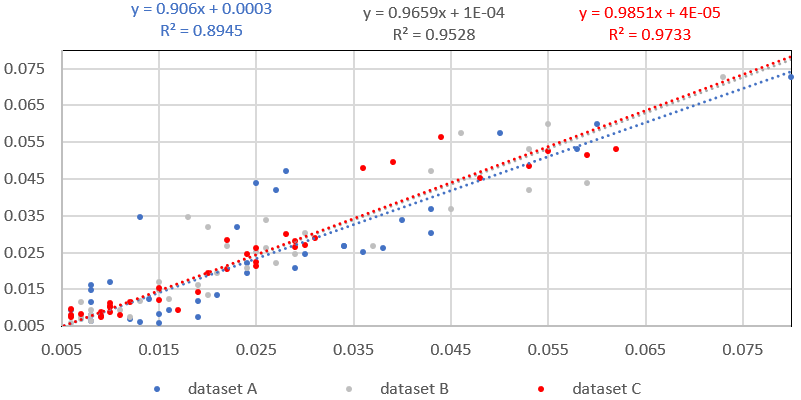 y = 0.906x + 0.0003
R² = 0.8945
y = 0.9659x + 1E-04
R² = 0.9528
y = 0.9851x + 4E-05
R² = 0.9733
0.075
0.065
0.055
0.045
0.035
0.025
0.015
0.005
0.005 0.015 0.025 0.035 0.045 0.055 0.065 0.075
dataset A dataset B dataset C